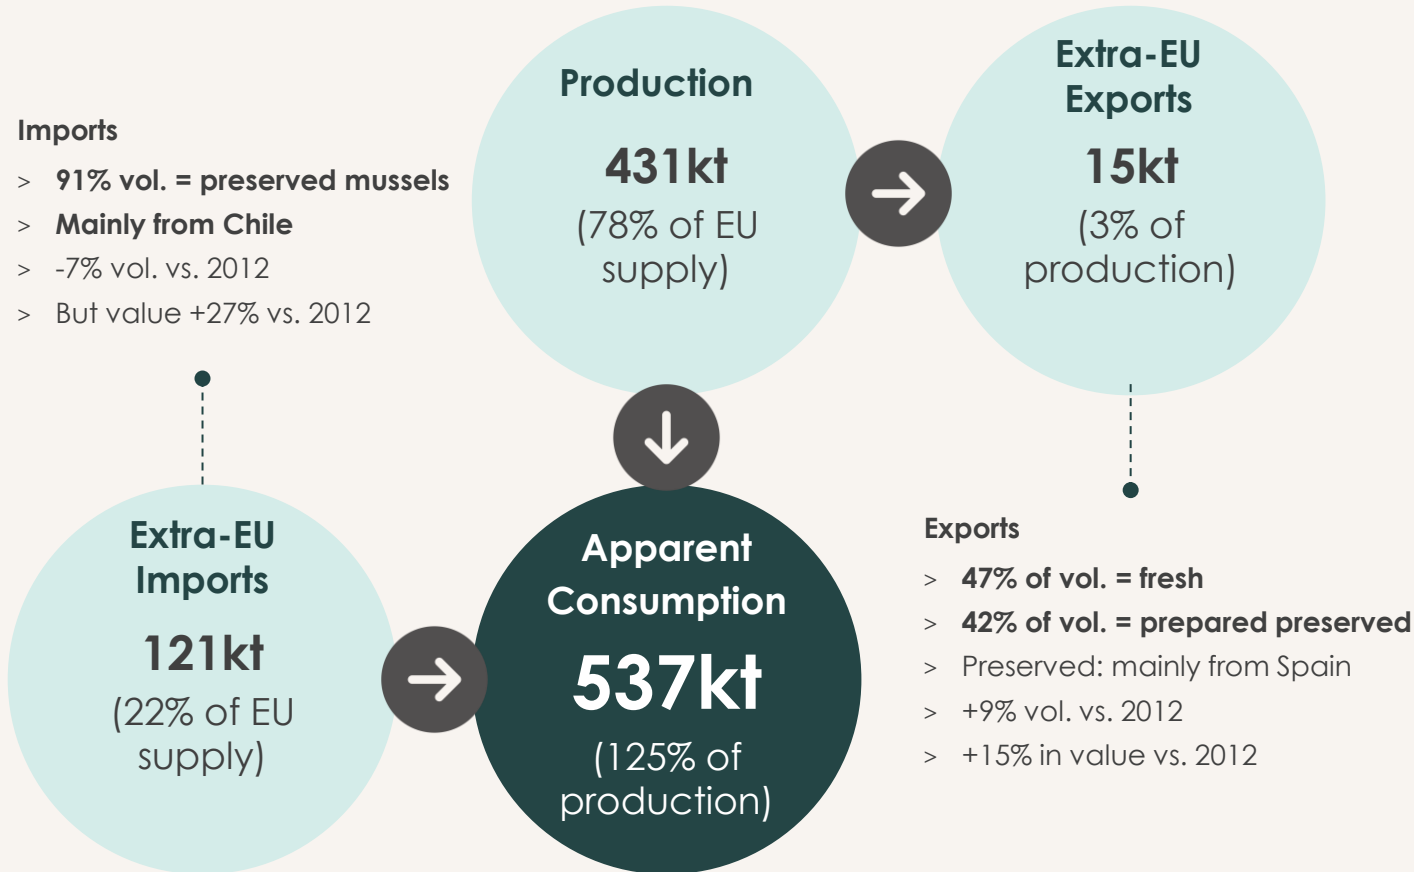 Imports
> 91% vol. = preserved mussels
> Mainly from Chile
> -7% vol. vs. 2012
> But value +27% vs. 2012
Production
431kt
(78% of EU
supply)
Extra-EU
Exports
15kt
(3% of
production)
Extra-EU
Imports
121kt
(22% of EU
supply)
Apparent
Consumption
537kt
(125% of
production)
Exports
> 47% of vol. = fresh
> 42% of vol. = prepared preserved
> Preserved: mainly from Spain
> +9% vol. vs. 2012
> +15% in value vs. 2012